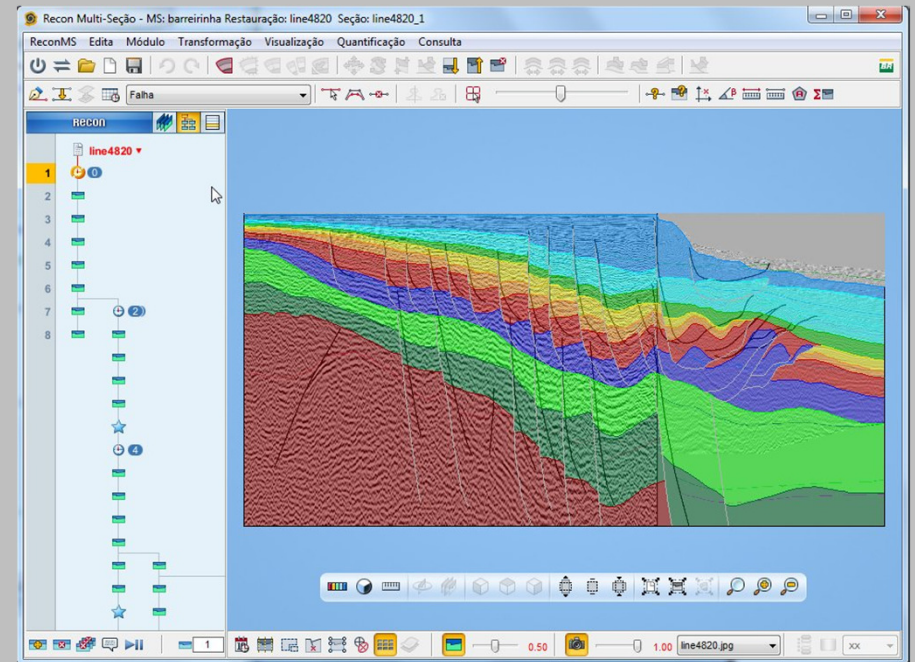 Recon Multi-Seção - MS: barreirinha Restauração: line4820 Seção: line4820_1
ReconMS Edita Módulo Transformação Visualização Quantificação Consulta
BR
Falha
Recon
line4820
1 0
2
3
4
5
6
7 2
8
4
1 0.50 1.00 line4820.jpg xx